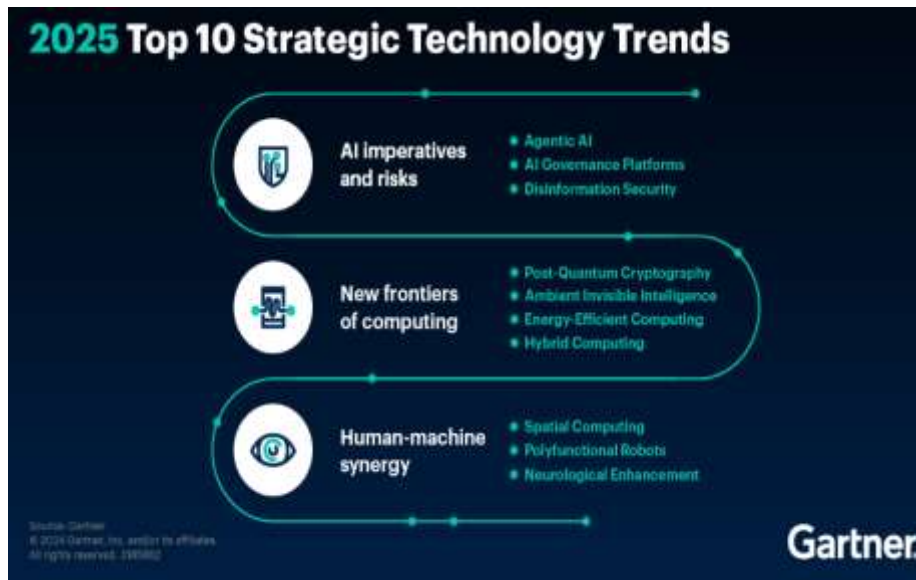 2025 Top 10 Strategic Technology Trends
AI imperatives
and risks
Agentic AI
AI Governance Platforms
Disinformation Security
New frontiers
of computing
Post-Quantum Cryptography
Ambient Invisible Intelligence
Energy-Efficient Computing
Hybrid Computing
Human-machine
synergy
Spatial Computing
Polyfunctional Robots
Neurological Enhancement
Source: Gartner
© 2024 Gartner, Inc. and/or its affiliates.
All rights reserved.
Gartner.